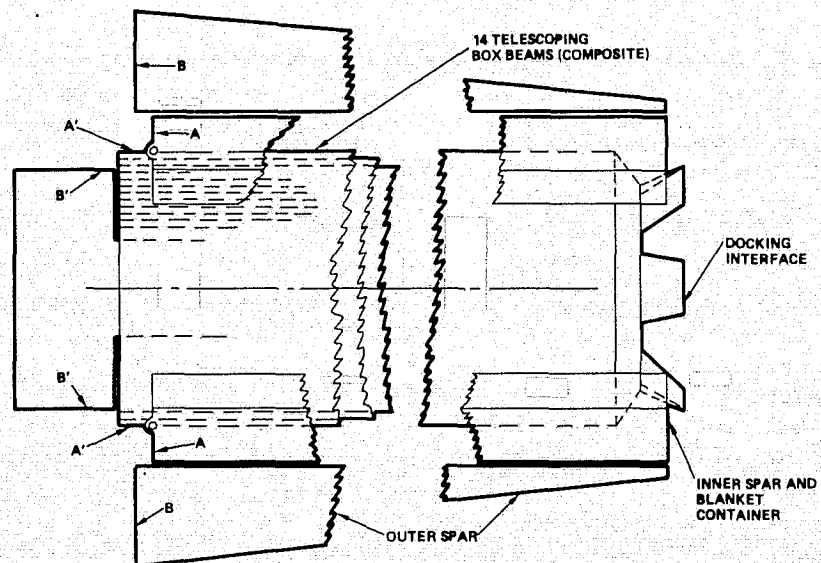 B
14 TELESCOPING
BOX BEAMS (COMPOSITE)
A'
A
B'
DOCKING
INTERFACE
B'
A'
A
B
OUTER SPAR
INNER SPAR AND
BLANKET
CONTAINER